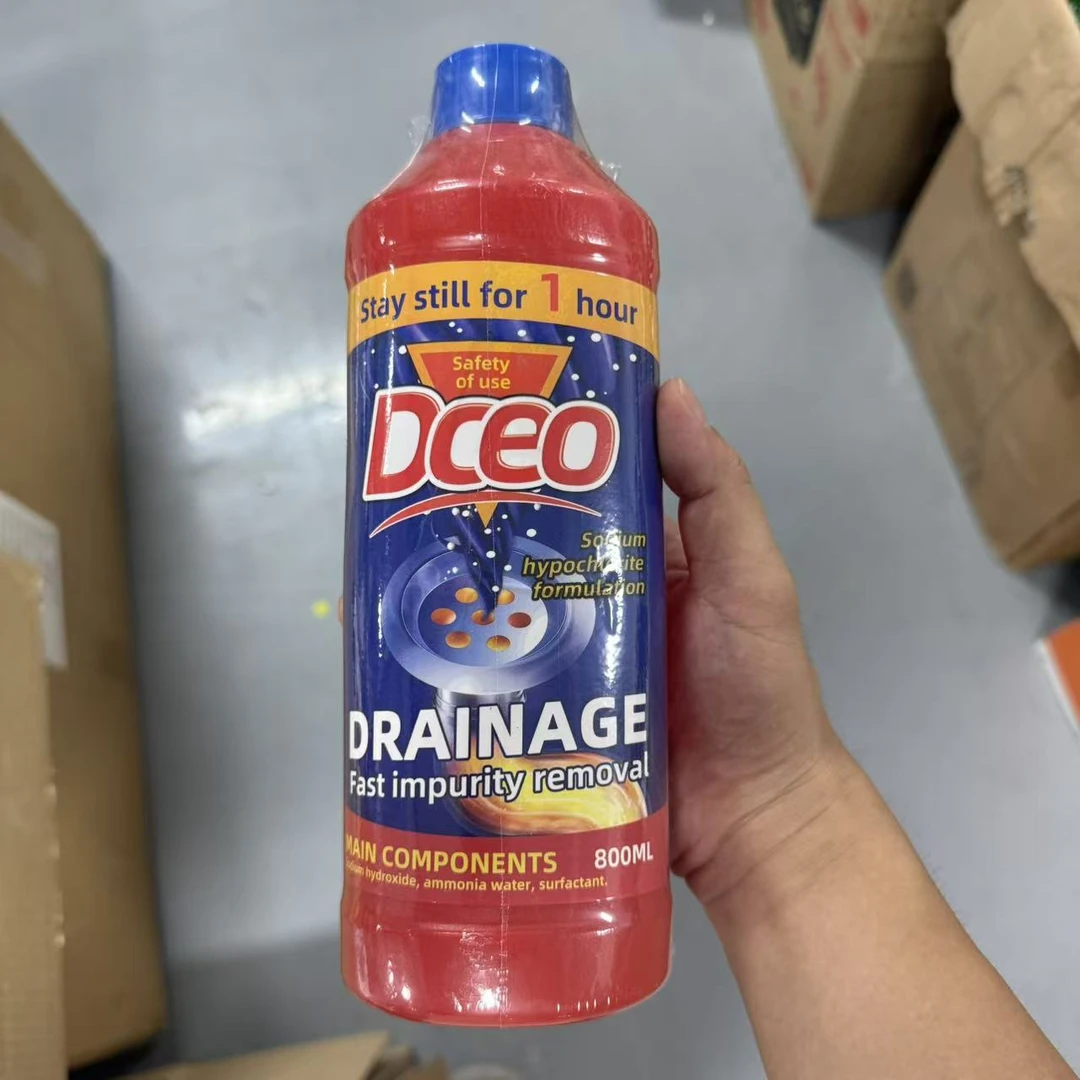 Stay still for 1 hour
Safety
of use
Dceo
Sodium
hypochlorite
formulation
DRAINAGE
Fast impurity removal
MAIN COMPONENTS
800ML
hydroxide, ammonia water, surfactant.